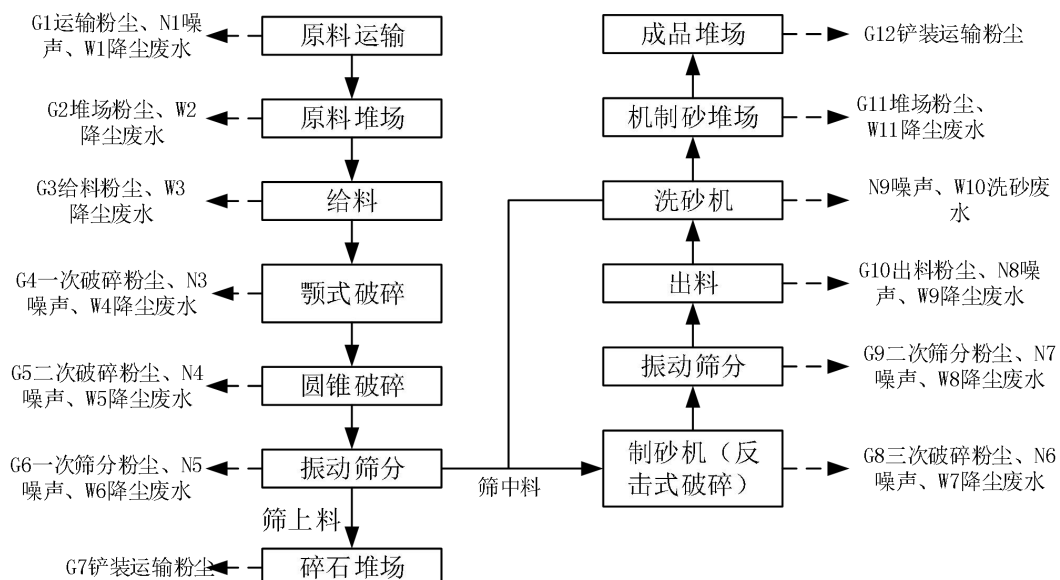 G1运输粉尘、N1噪
声、W1降尘废水
原料运输
G2堆场粉尘、W2
降尘废水
原料堆场
G3给料粉尘、W3
降尘废水
给料
G4一次破碎粉尘、N3
噪声、W4降尘废水
颚式破碎
G5二次破碎粉尘、N4
噪声、W5降尘废水
圆锥破碎
G6一次筛分粉尘、N5
噪声、W6降尘废水
振动筛分
筛中料
筛上料
G7铲装运输粉尘
碎石堆场
成品堆场
G12铲装运输粉尘
机制砂堆场
G11堆场粉尘、
W11降尘废水
洗砂机
N9噪声、W10洗砂废
水
出料
G10出料粉尘、N8噪
声、W9降尘废水
振动筛分
G9二次筛分粉尘、N7
噪声、W8降尘废水
制砂机（反
击式破碎）
G8三次破碎粉尘、N6
噪声、W7降尘废水